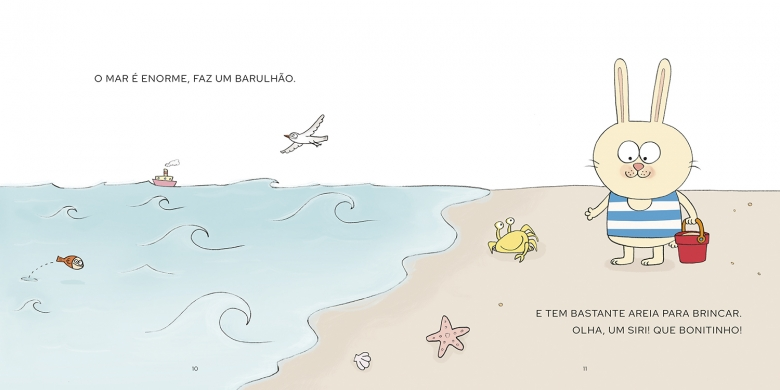 O MAR É ENORME, FAZ UM BARULHÃO.
E TEM BASTANTE AREIA PARA BRINCAR.
OLHA, UM SIRI! QUE BONITINHO!
10
11